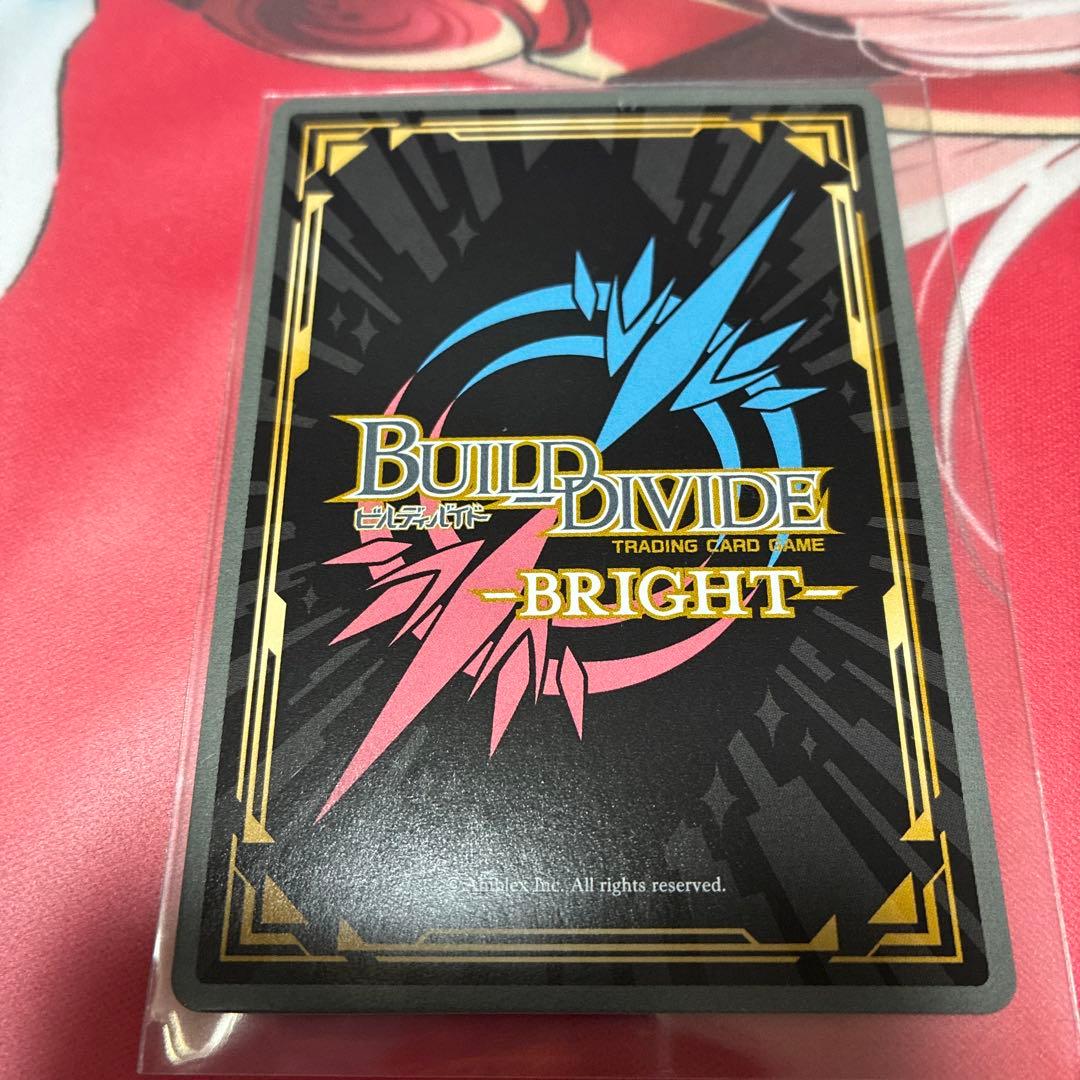 BUILD DIVIDE
ビルディバイド
TRADING CARD GAME
-BRIGHT-
© Aniplex Inc. All rights reserved.